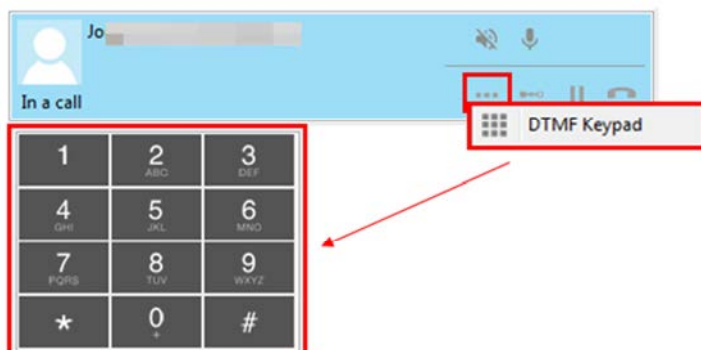 Jo
In a call
DTMF Keypad
1 2 3
ABC DEF
4 5 6
GHI JKL MNO
7 8 9
PQRS TUV WXYZ
* 0 #
+